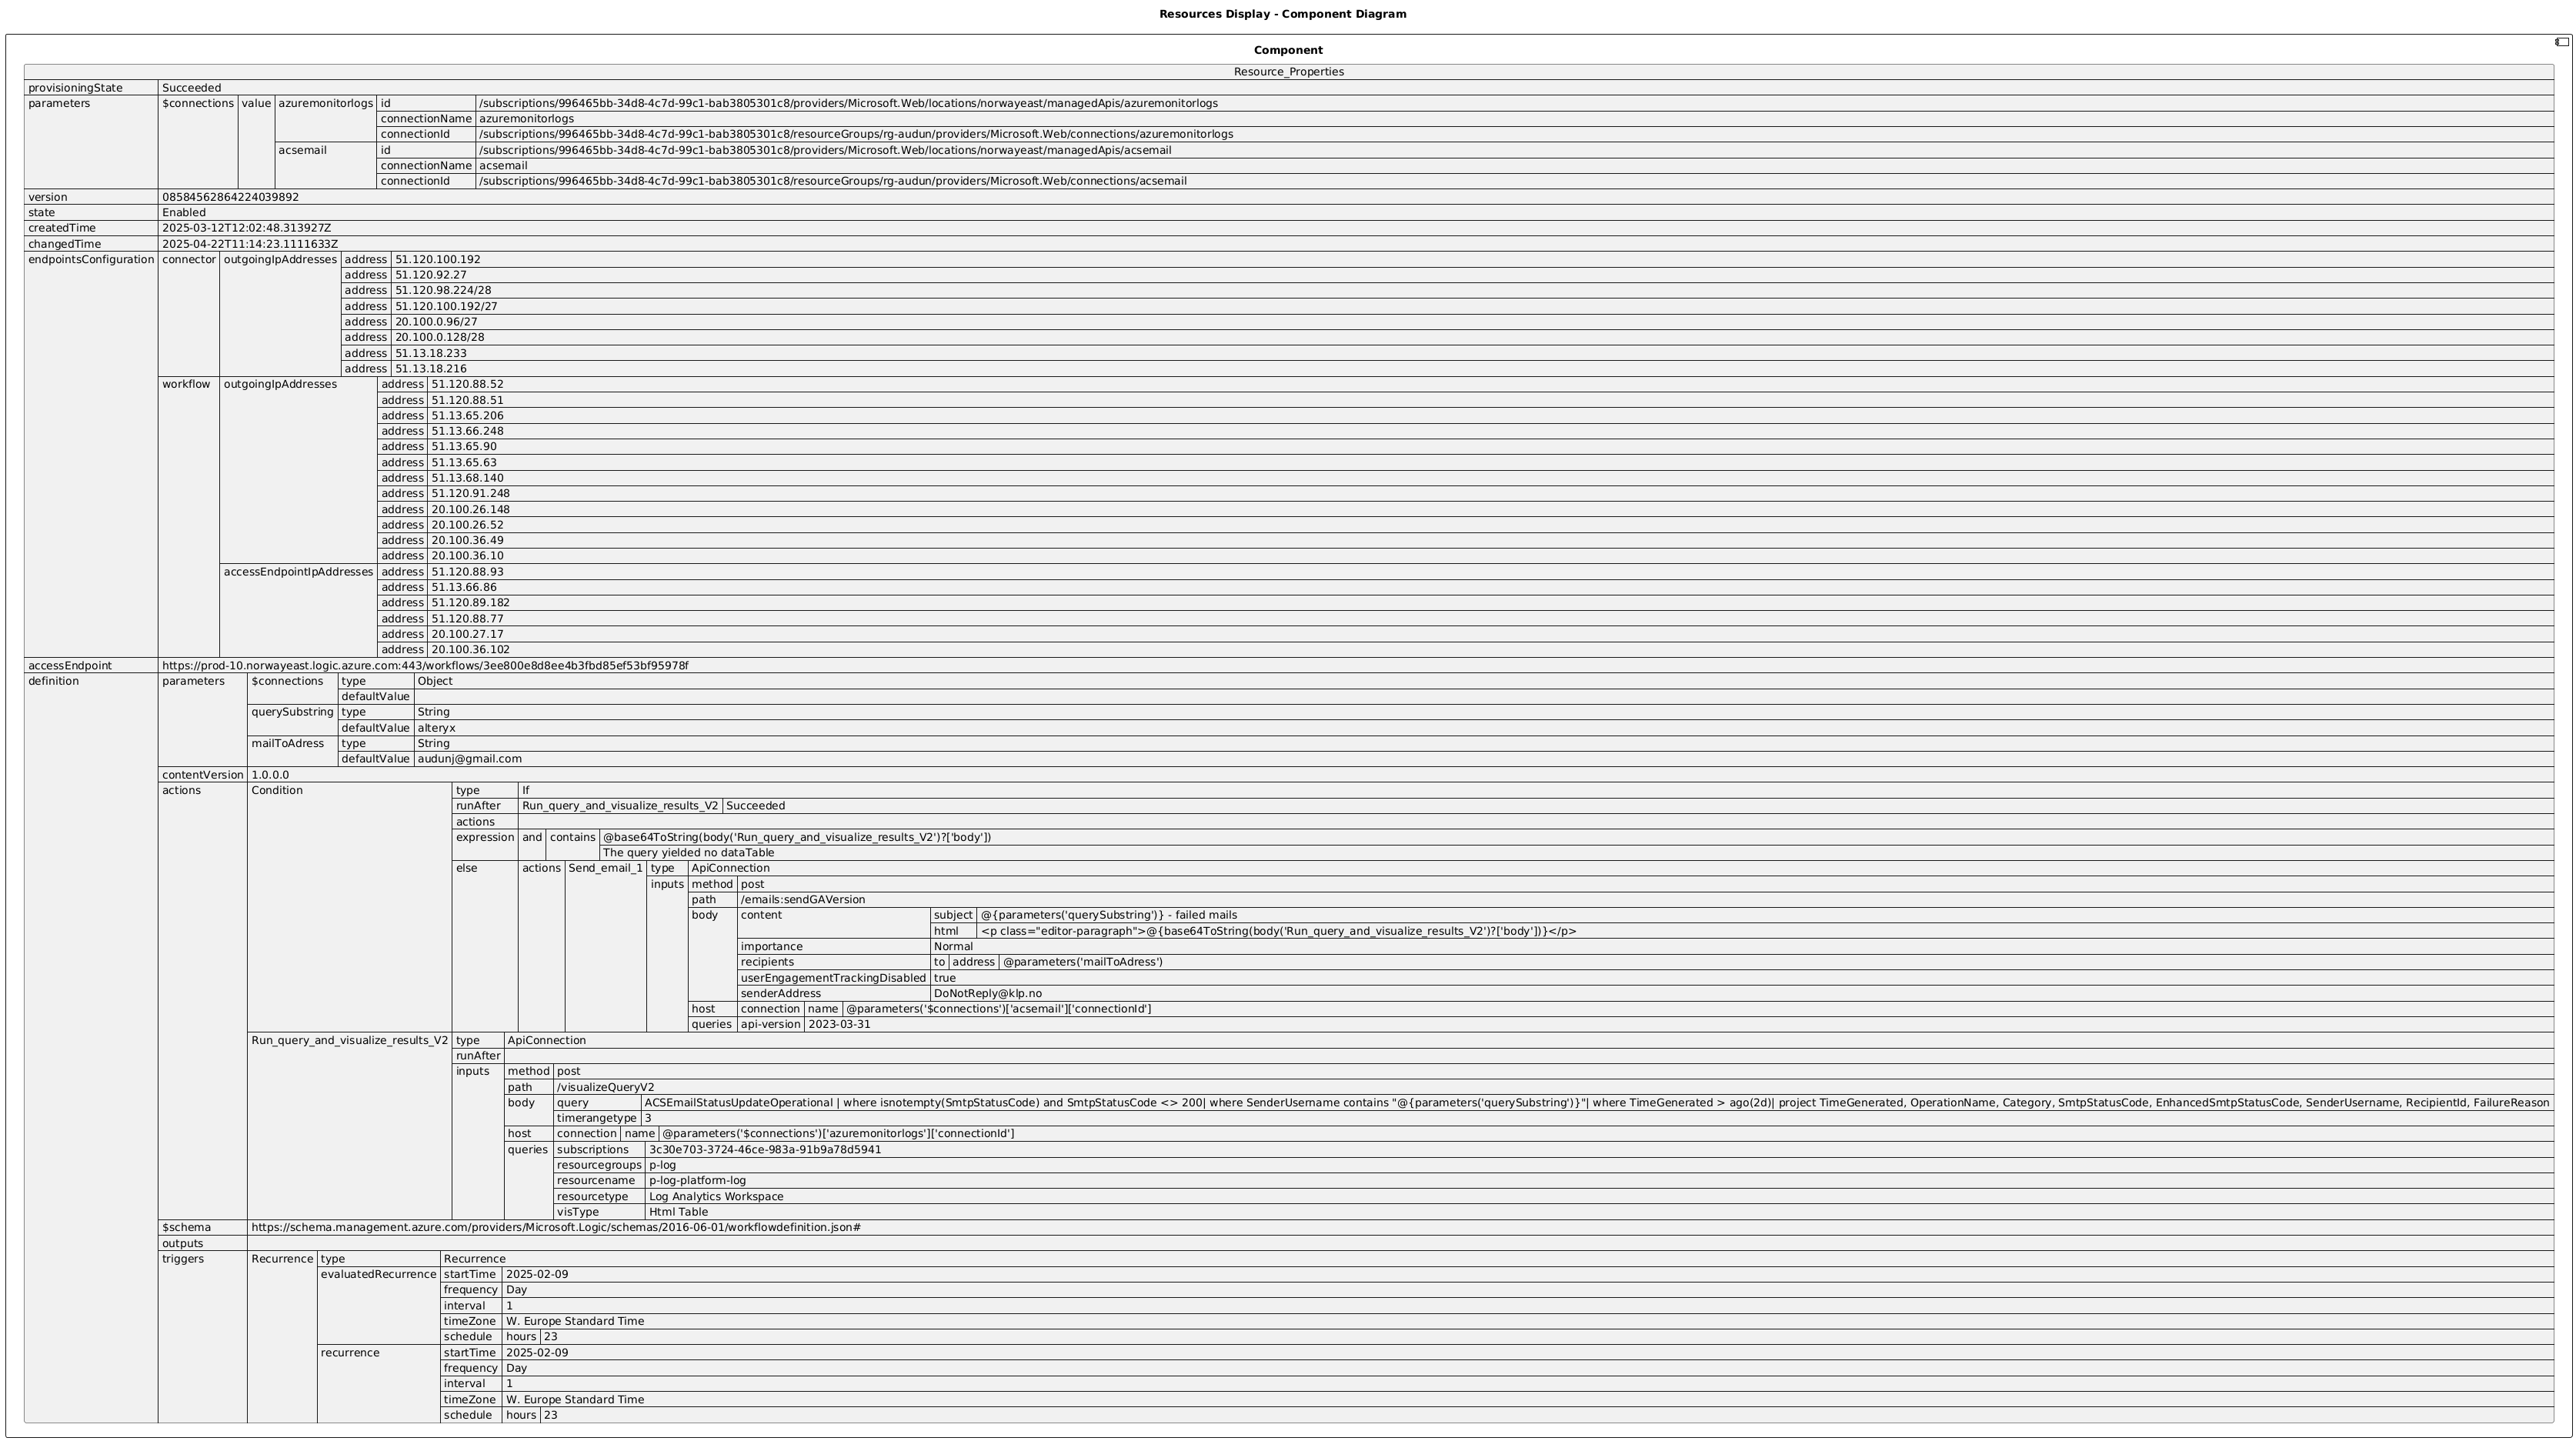 Resources Display - Component Diagram
Component
Resource_Properties
provisioningState Succeeded
parameters $connections value azuremonitorlogs id /subscriptions/996465bb-34d8-4c7d-99c1-bab3805301c8/providers/Microsoft.Web/locations/norwayeast/managedApis/azuremonitorlogs
connectionName azuremonitorlogs
connectionId /subscriptions/996465bb-34d8-4c7d-99c1-bab3805301c8/resourceGroups/rg-audun/providers/Microsoft.Web/connections/azuremonitorlogs
acsemail id /subscriptions/996465bb-34d8-4c7d-99c1-bab3805301c8/providers/Microsoft.Web/locations/norwayeast/managedApis/acsemail
connectionName acsemail
connectionId /subscriptions/996465bb-34d8-4c7d-99c1-bab3805301c8/resourceGroups/rg-audun/providers/Microsoft.Web/connections/acsemail
version 08584562864224039892
state Enabled
createdTime 2025-03-12T12:02:48.313927Z
changedTime 2025-04-22T11:14:23.1111633Z
endpointsConfiguration connector outgoingIpAddresses address 51.120.100.192
address 51.120.92.27
address 51.120.98.224/28
address 51.120.100.192/27
address 20.100.0.96/27
address 20.100.0.128/28
address 51.13.18.233
address 51.13.18.216
workflow outgoingIpAddresses address 51.120.88.52
address 51.120.88.51
address 51.13.65.206
address 51.13.66.248
address 51.13.65.90
address 51.13.65.63
address 51.13.68.140
address 51.120.91.248
address 20.100.26.148
address 20.100.26.52
address 20.100.36.49
address 20.100.36.10
accessEndpointIpAddresses address 51.120.88.93
address 51.13.66.86
address 51.120.89.182
address 51.120.88.77
address 20.100.27.17
address 20.100.36.102
accessEndpoint https://prod-10.norwayeast.logic.azure.com:443/workflows/3ee800e8d8ee4b3fbd85ef53bf95978f
definition parameters $connections type Object
defaultValue
querySubstring type String
defaultValue alteryx
mailToAdress type String
defaultValue audunj@gmail.com
contentVersion 1.0.0.0
actions Condition type If
runAfter Run_query_and_visualize_results_V2 Succeeded
actions
expression and contains @base64ToString(body('Run_query_and_visualize_results_V2')?['body'])
The query yielded no dataTable
else actions Send_email_1 type ApiConnection
inputs method post
path /emails:sendGAVersion
body content subject @{parameters('querySubstring')} - failed mails
html <p class="editor-paragraph">@{base64ToString(body('Run_query_and_visualize_results_V2')?['body'])}</p>
importance Normal
recipients to address @parameters('mailToAdress')
userEngagementTrackingDisabled true
senderAddress DoNotReply@klp.no
host connection name @parameters('$connections')['acsemail']['connectionId']
queries api-version 2023-03-31
Run_query_and_visualize_results_V2 type ApiConnection
runAfter
inputs method post
path /visualizeQueryV2
body query ACSEmailStatusUpdateOperational | where isnotempty(SmtpStatusCode) and SmtpStatusCode <> 200| where SenderUsername contains "@{parameters('querySubstring')}"| where TimeGenerated > ago(2d)| project TimeGenerated, OperationName, Category, SmtpStatusCode, EnhancedSmtpStatusCode, SenderUsername, RecipientId, FailureReason
timerangetype 3
host connection name @parameters('$connections')['azuremonitorlogs']['connectionId']
queries subscriptions 3c30e703-3724-46ce-983a-91b9a78d5941
resourcegroups p-log
resourcename p-log-platform-log
resourcetype Log Analytics Workspace
visType Html Table
$schema https://schema.management.azure.com/providers/Microsoft.Logic/schemas/2016-06-01/workflowdefinition.json#
outputs
triggers Recurrence type Recurrence
evaluatedRecurrence startTime 2025-02-09
frequency Day
interval 1
timeZone W. Europe Standard Time
schedule hours 23
recurrence startTime 2025-02-09
frequency Day
interval 1
timeZone W. Europe Standard Time
schedule hours 23